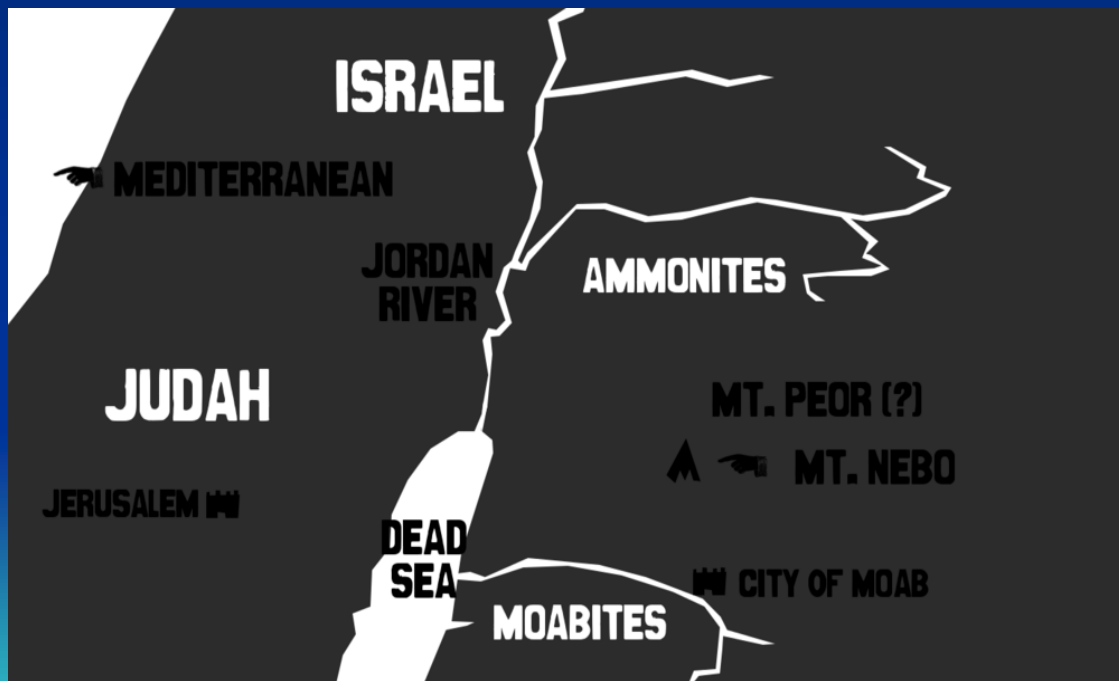 ISRAEL
MEDITERRANEAN
JORDAN
RIVER
AMMONITES
JUDAH
MT. PEOR (?)
MT. NEBO
JERUSALEM
DEAD
SEA
CITY OF MOAB
MOABITES